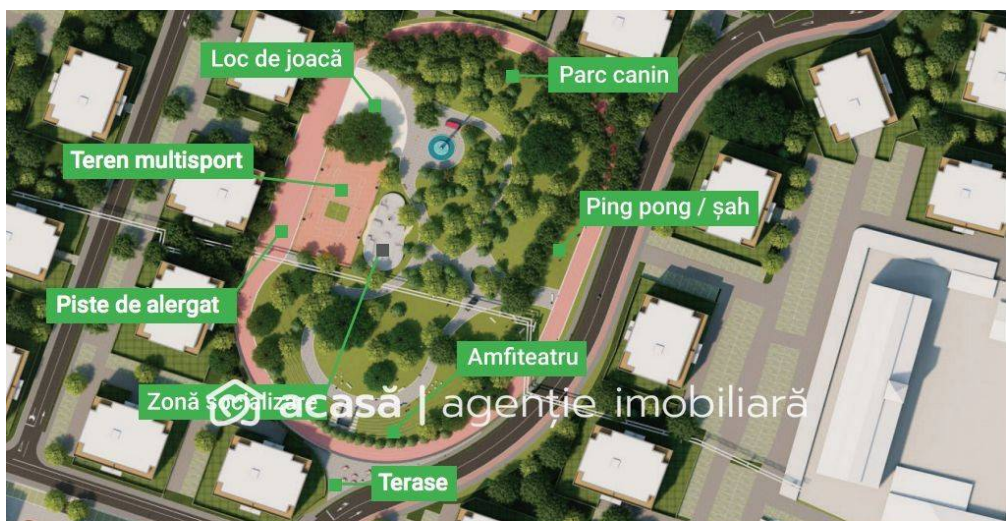 Loc de joacă
Parc canin
Teren multisport
Ping pong / șah
Piste de alergat
Amfiteatru
Zonă socializare
acasă | agenție imobiliară
Terase